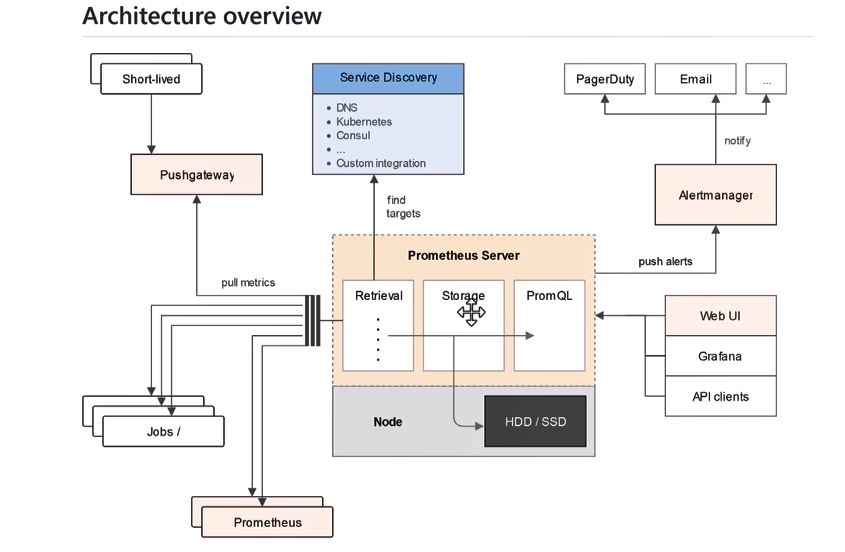 Architecture overview
Short-lived
Service Discovery
• DNS
• Kubernetes
• Consul
• ...
• Custom integration
PagerDuty
Email
...
Pushgateway
find
targets
notify
Alertmanager
Prometheus Server
push alerts
pull metrics
Retrieval
Storage
PromQL
Web UI
Grafana
API clients
Jobs /
Node
HDD / SSD
Prometheus